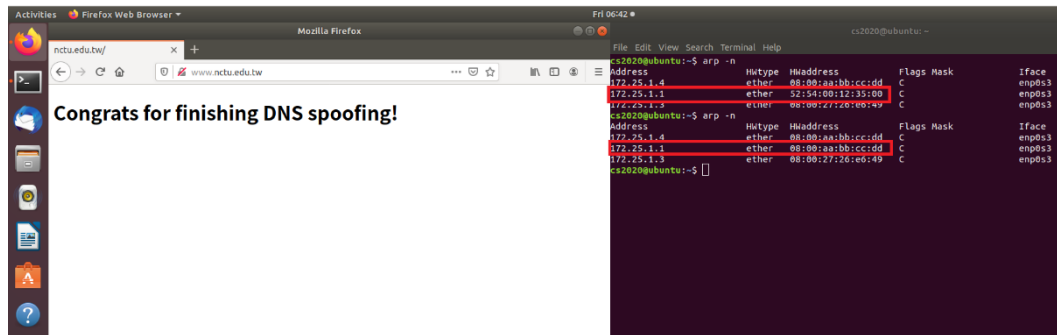 Activities Firefox Web Browser Fri 06:42
Mozilla Firefox
nctu.edu.tw/
www.nctu.edu.tw
Congrats for finishing DNS spoofing!
cs2020@ubuntu: ~
File Edit View Search Terminal Help
cs2020@ubuntu:~$ arp -n
Address HWtype HWaddress Flags Mask Iface
172.25.1.4 ether 08:00:aa:bb:cc:dd C enp0s3
172.25.1.1 ether 52:54:00:12:35:00 C enp0s3
172.25.1.3 ether 08:00:27:26:e6:49 C enp0s3
cs2020@ubuntu:~$ arp -n
Address HWtype HWaddress Flags Mask Iface
172.25.1.4 ether 08:00:aa:bb:cc:dd C enp0s3
172.25.1.1 ether 08:00:aa:bb:cc:dd C enp0s3
172.25.1.3 ether 08:00:27:26:e6:49 C enp0s3
cs2020@ubuntu:~$